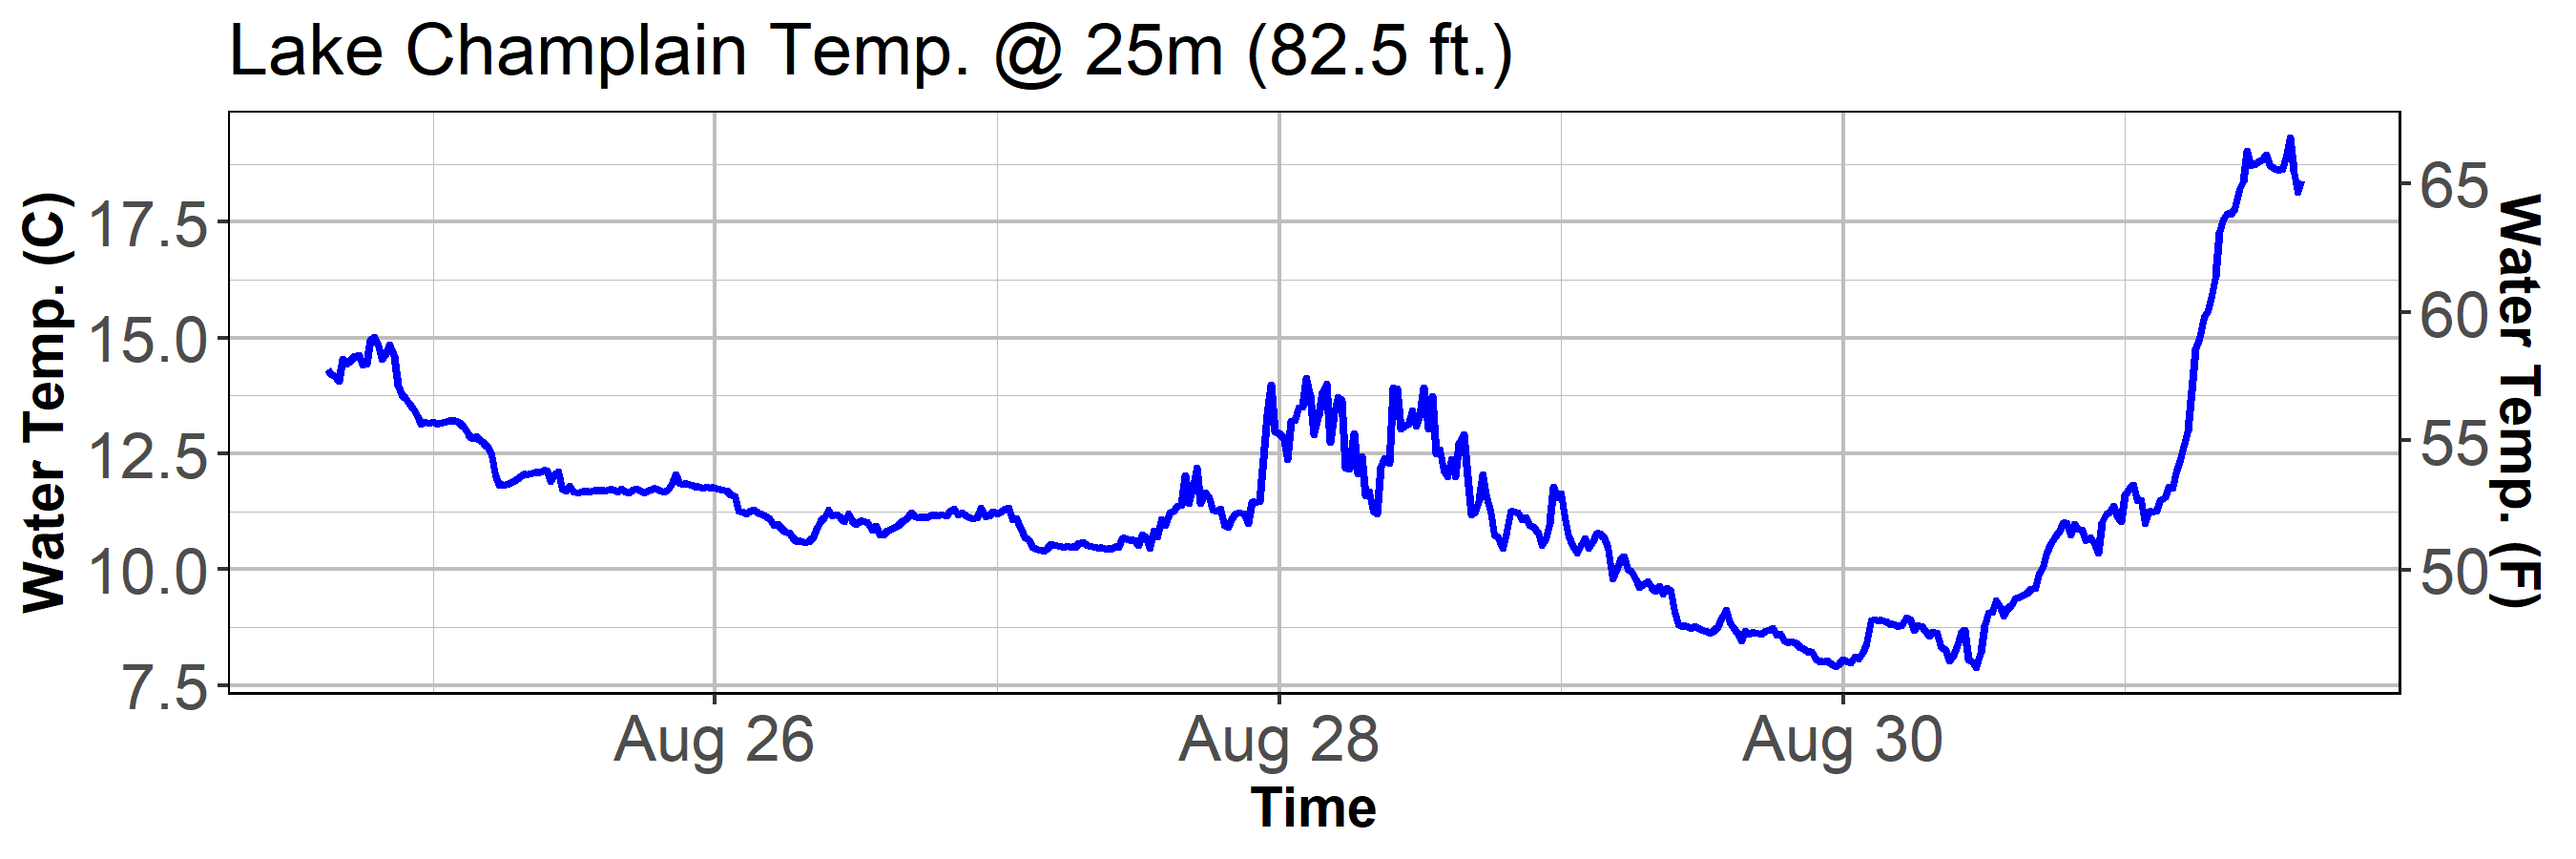 Lake Champlain Temp. @ 25m (82.5 ft.)
Water Temp. (C)
17.5
15.0
12.5
10.0
7.5
65
60
55
50
Water Temp. (F)
Aug 26
Aug 28
Aug 30
Time